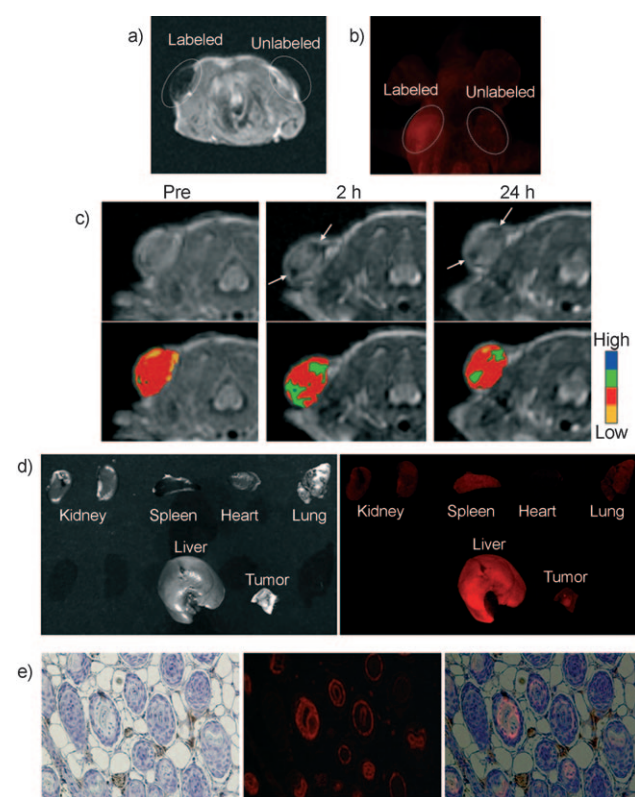 a)
Labeled
Unlabeled
b)
Labeled
Unlabeled
c)
Pre
2 h
24 h
High
Low
d)
Kidney
Spleen
Heart
Lung
Liver
Tumor
Kidney
Spleen
Heart
Lung
Liver
Tumor
e)